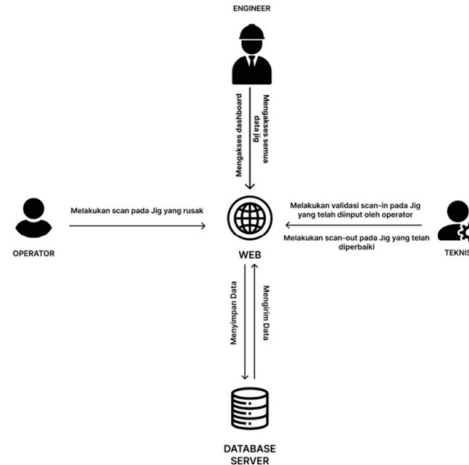 ENGINEER
Mengakses dashboard
Mengakses semua
data jig
Melakukan scan pada Jig yang rusak
OPERATOR
WEB
Melakukan validasi scan-in pada Jig
yang telah diinput oleh operator
Melakukan scan-out pada Jig yang telah
diperbaiki
TEKNIS
Menyimpan Data
Mengirim Data
DATABASE
SERVER